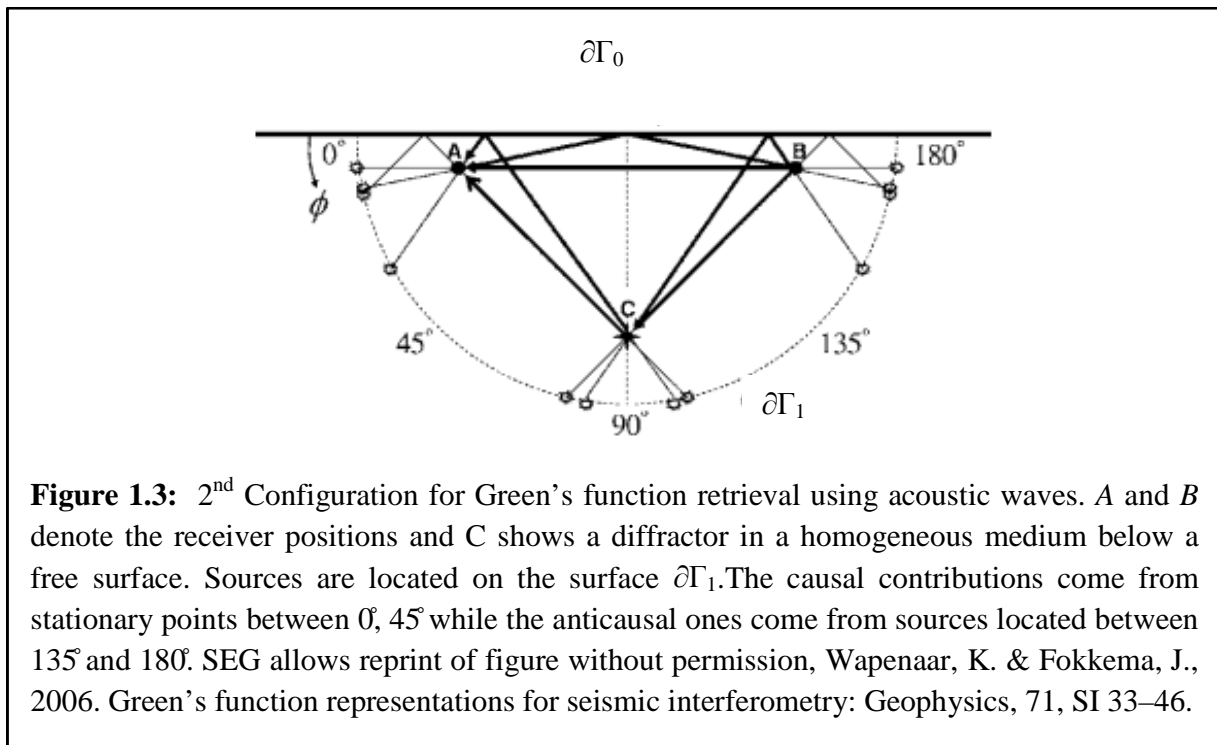 ∂Γ₀
0°
A
B
180°
ϕ
C
45°
135°
90°
∂Γ₁
Figure 1.3: 2nd Configuration for Green's function retrieval using acoustic waves. A and B
denote the receiver positions and C shows a diffractor in a homogeneous medium below a
free surface. Sources are located on the surface ∂Γ₁.The causal contributions come from
stationary points between 0°, 45° while the anticausal ones come from sources located between
135° and 180°. SEG allows reprint of figure without permission, Wapenaar, K. & Fokkema, J.,
2006. Green's function representations for seismic interferometry: Geophysics, 71, SI 33–46.